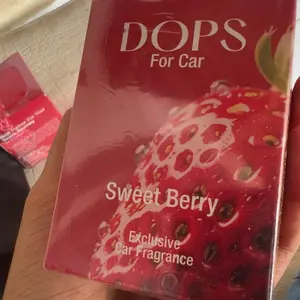 DOPS
For Car
Sweet Berry
Exclusive
Car Fragrance